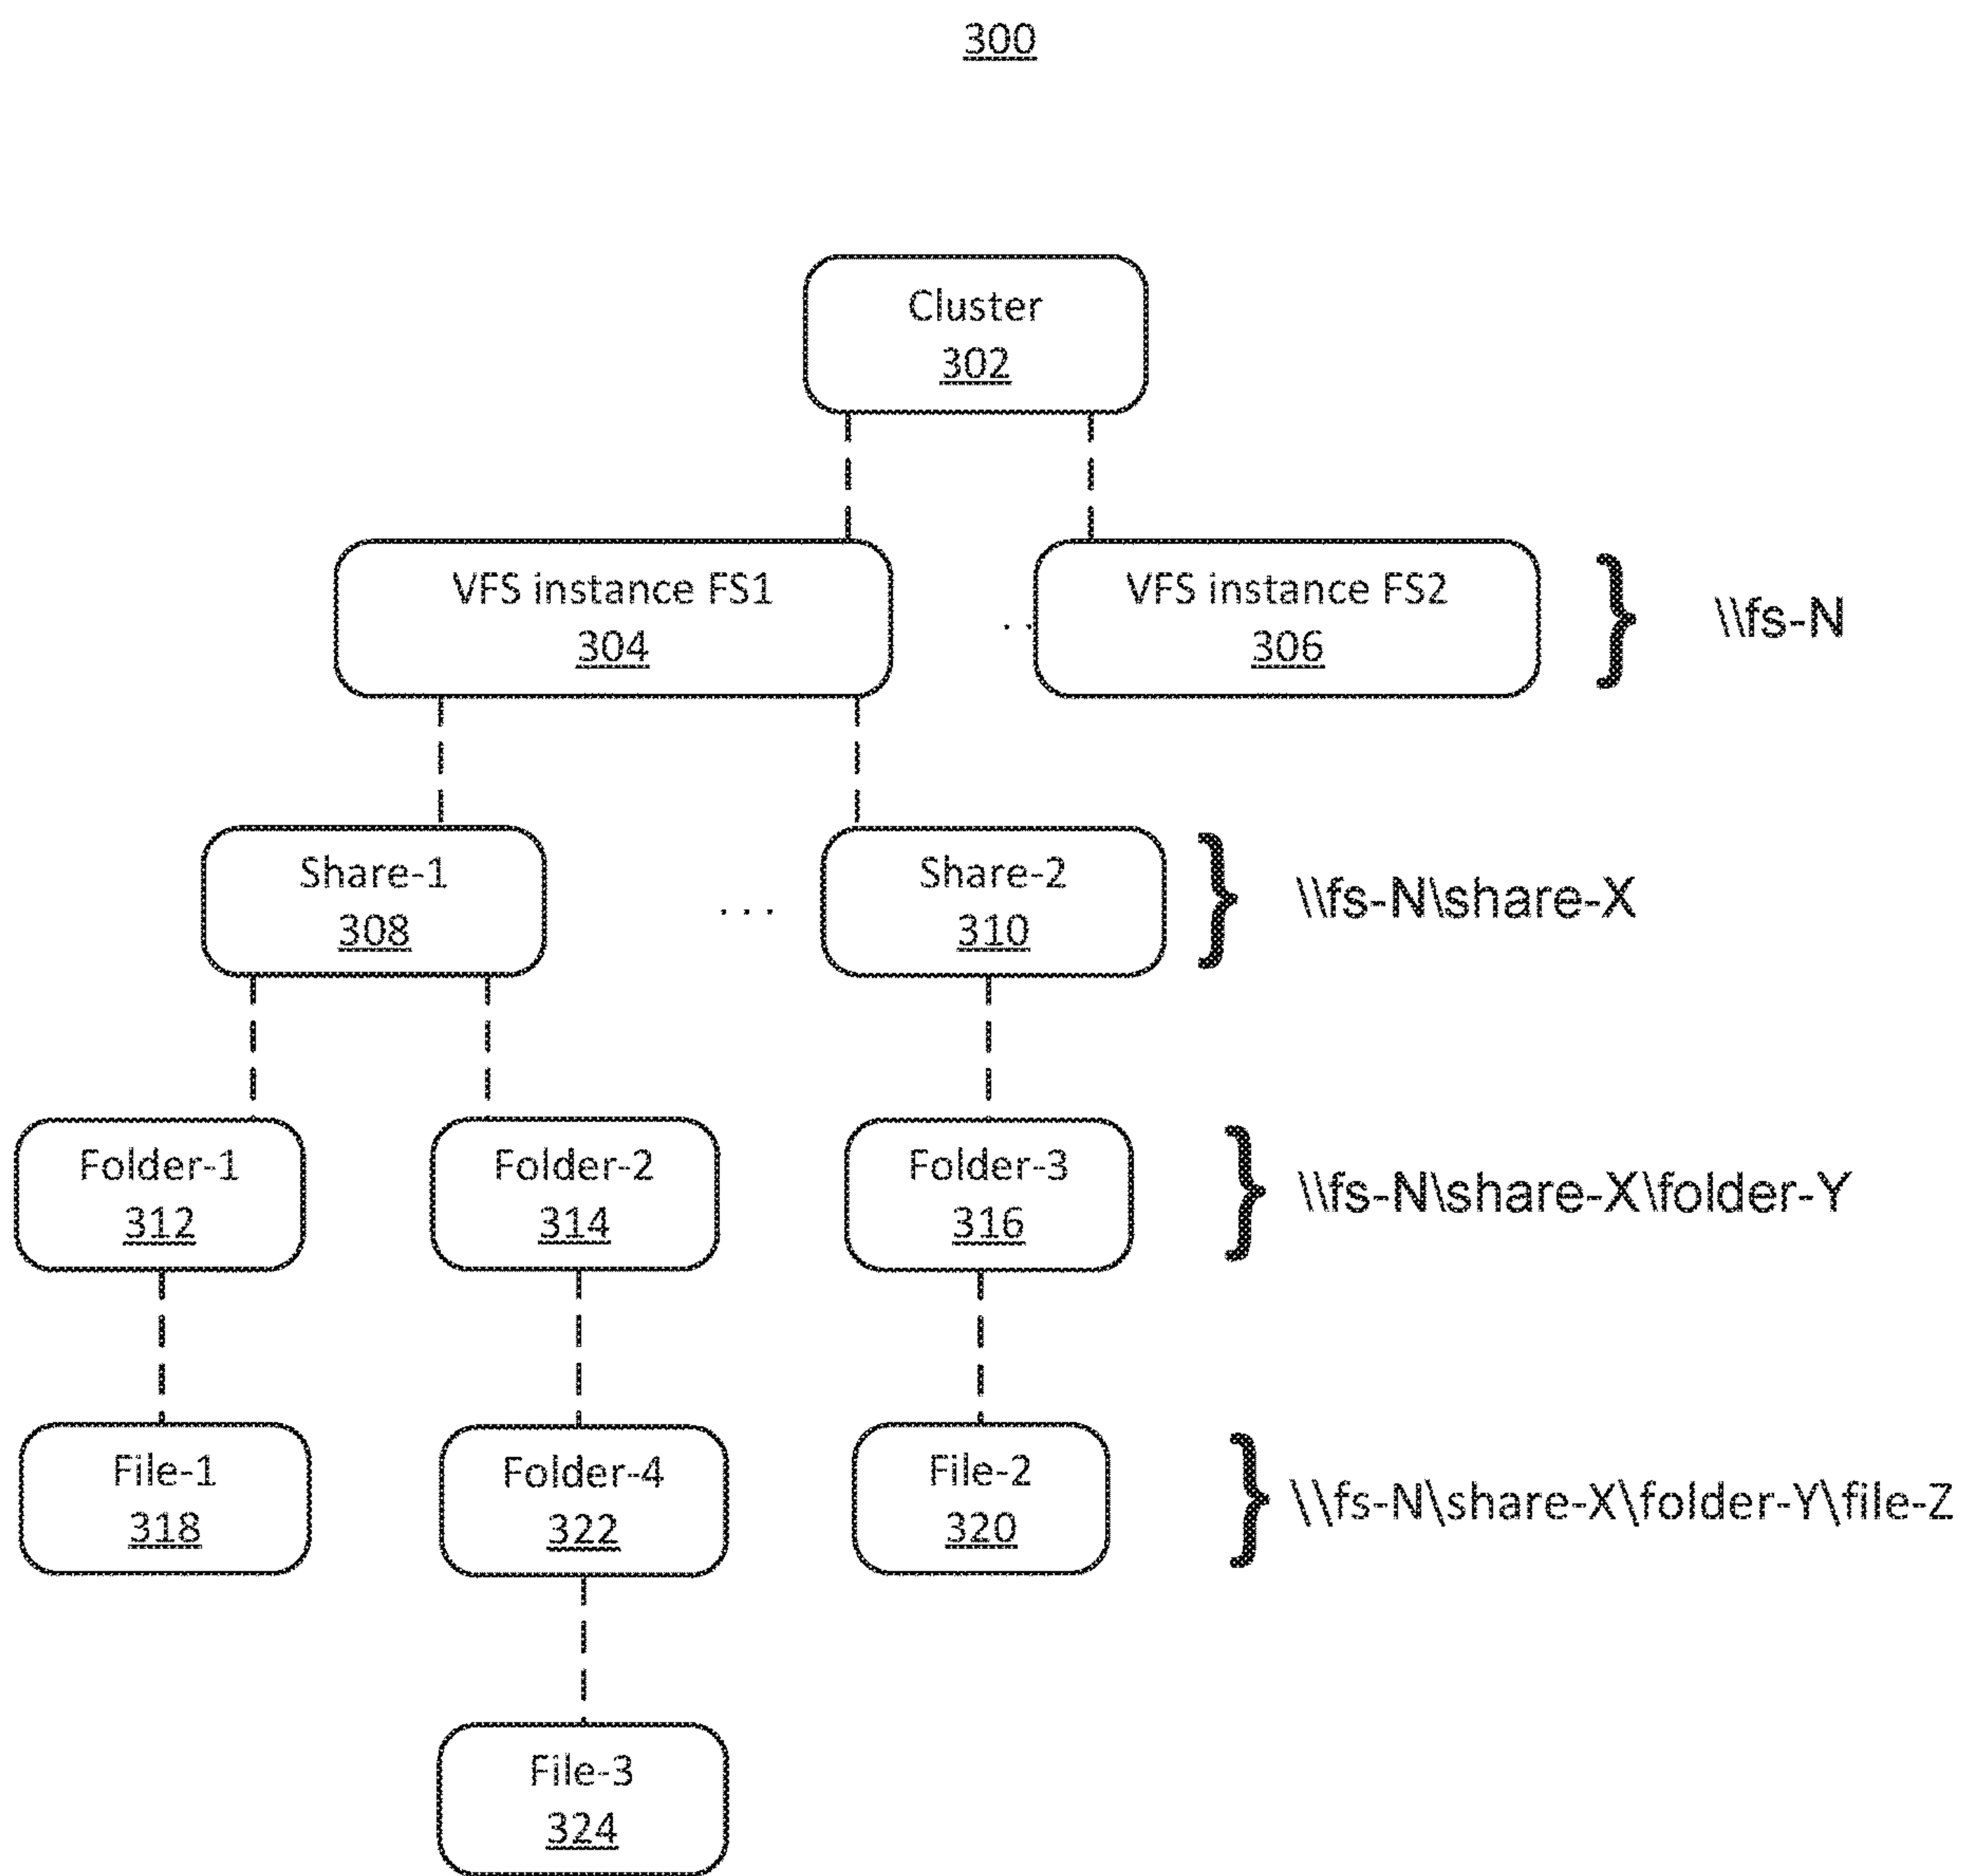 300
Cluster
302
VFS instance FS1
304
...
VFS instance FS2
306
\\fs-N
Share-1
308
...
Share-2
310
\\fs-N\share-X
Folder-1
312
Folder-2
314
Folder-3
316
\\fs-N\share-X\folder-Y
File-1
318
Folder-4
322
File-2
320
\\fs-N\share-X\folder-Y\file-Z
File-3
324